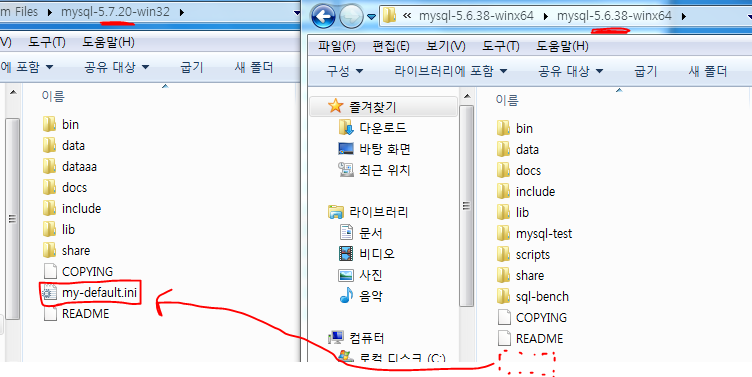 m Files ▸ mysql-5.7.20-win32 ▸
도구(T) 도움말(H)
에 포함 ▾ 공유 대상 ▾ 굽기 새 폴더
이름
bin
data
dataaa
docs
include
lib
share
COPYING
my-default.ini
README
« mysql-5.6.38-winx64 ▸ mysql-5.6.38-winx64 ▸
파일(F) 편집(E) 보기(V) 도구(T) 도움말(H)
구성 ▾ 라이브러리에 포함 ▾ 공유 대상 ▾ 굽기 새 폴더
즐겨찾기
다운로드
바탕 화면
최근 위치
라이브러리
문서
비디오
사진
음악
컴퓨터
로컬 디스크 (C:)
이름
bin
data
docs
include
lib
mysql-test
scripts
share
sql-bench
COPYING
README